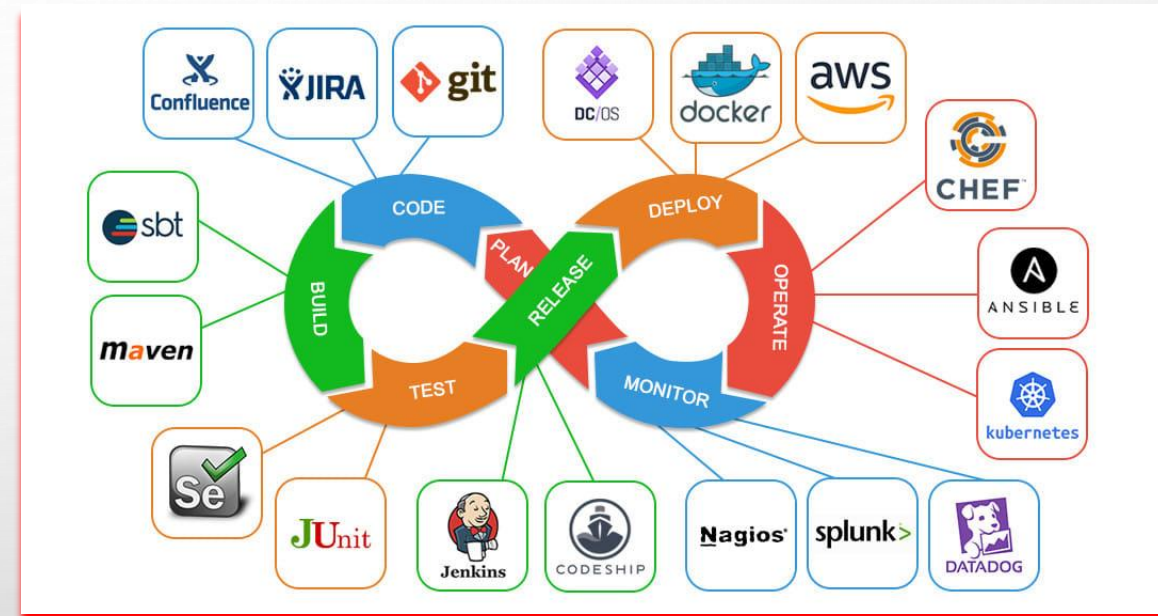 Confluence
JIRA
git
DC/OS
docker
aws
CHEF™
sbt
CODE
DEPLOY
PLAN
RELEASE
BUILD
OPERATE
ANSIBLE
maven
TEST
MONITOR
kubernetes
Se
JUnit
Jenkins
CODESHIP
Nagios®
splunk>
DATADOG